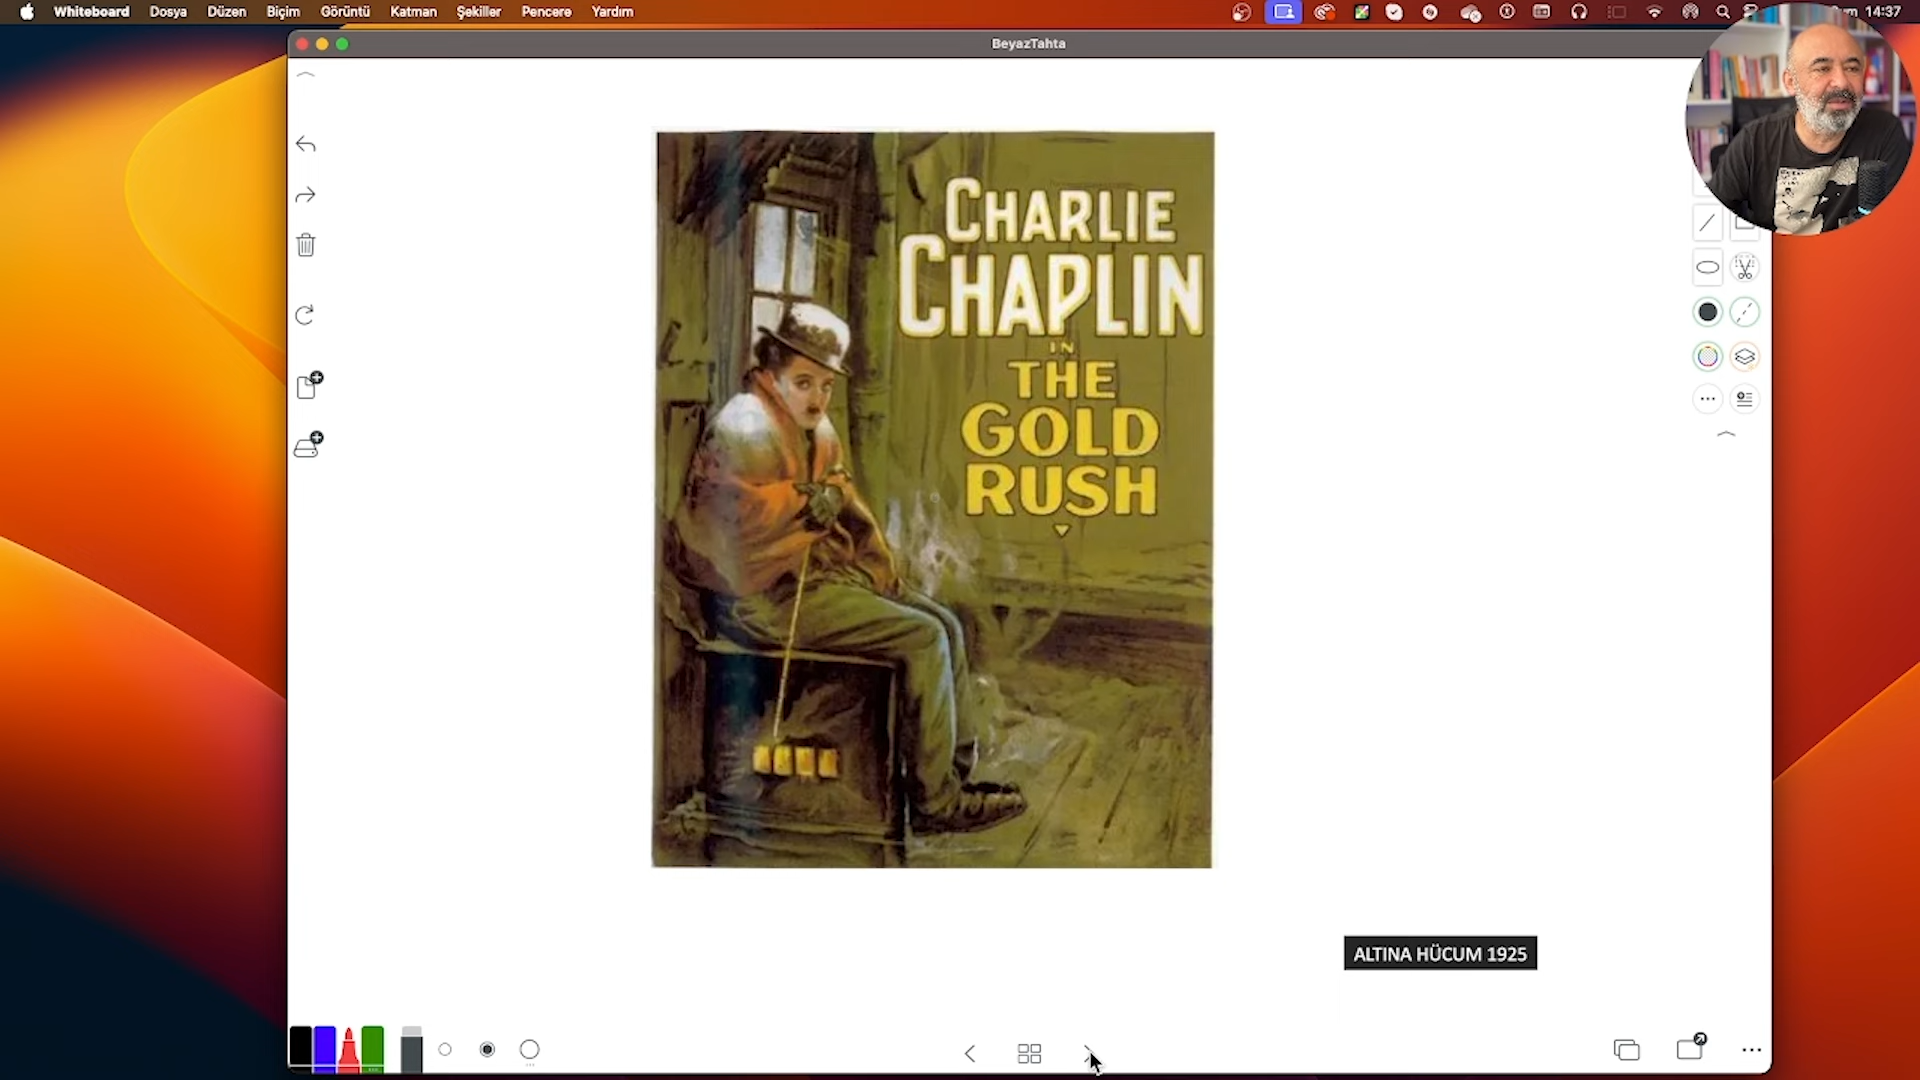 Whiteboard Dosya Düzen Biçim Görüntü Katman Şekiller Pencere Yardım
14:37
BeyazTahta
CHARLIE
CHAPLIN
IN
THE
GOLD
RUSH
ALTINA HÜCUM 1925